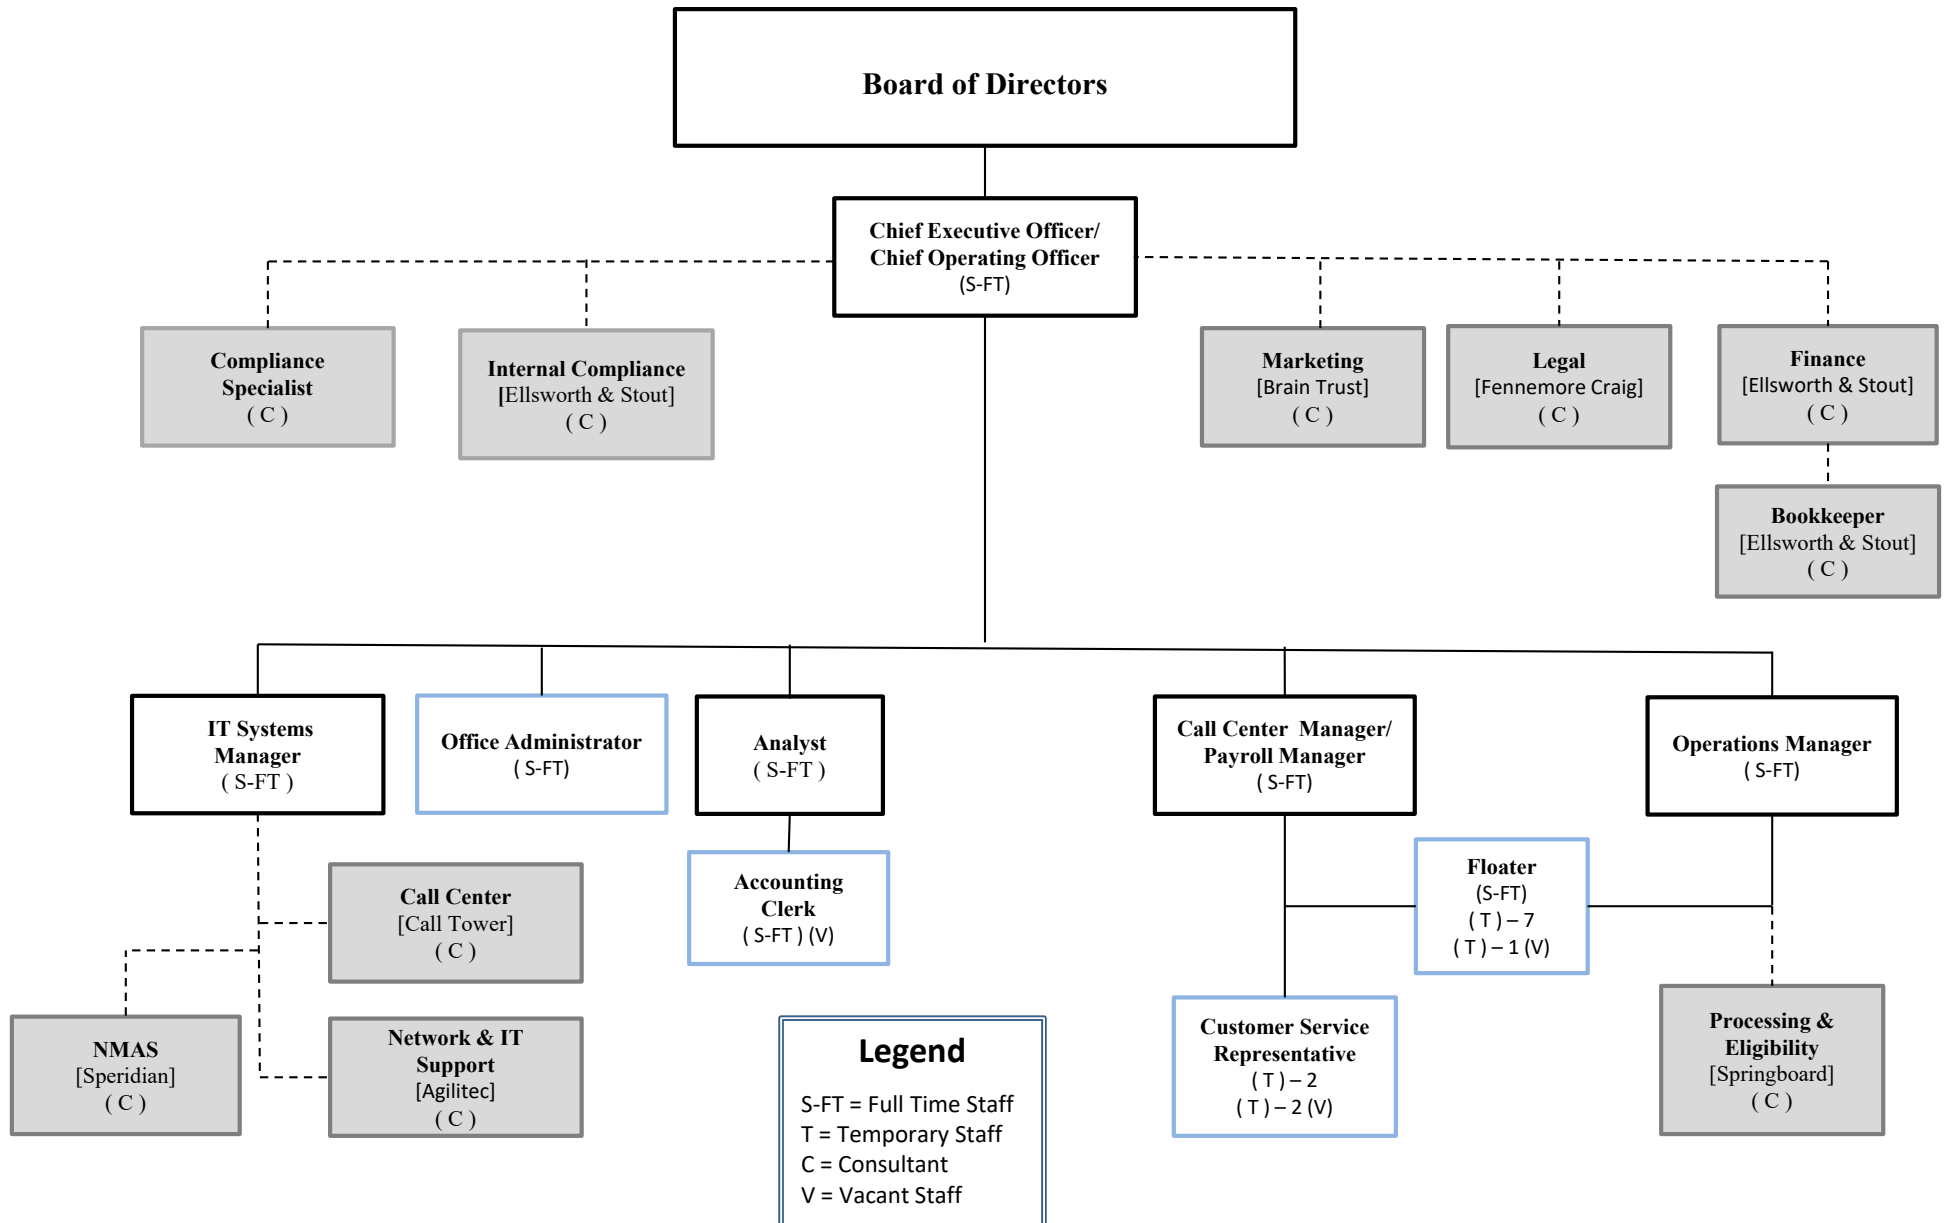 Board of Directors
Chief Executive Officer/
Chief Operating Officer
(S-FT)
Compliance
Specialist
( C )
Internal Compliance
[Ellsworth & Stout]
( C )
Marketing
[Brain Trust]
( C )
Legal
[Fennemore Craig]
( C )
Finance
[Ellsworth & Stout]
( C )
Bookkeeper
[Ellsworth & Stout]
( C )
IT Systems
Manager
( S-FT )
Office Administrator
( S-FT)
Analyst
( S-FT )
Call Center Manager/
Payroll Manager
( S-FT)
Operations Manager
( S-FT)
Call Center
[Call Tower]
( C )
Accounting
Clerk
( S-FT ) (V)
Floater
(S-FT)
( T ) – 7
( T ) – 1 (V)
NMAS
[Speridian]
( C )
Network & IT
Support
[Agilitec]
( C )
Customer Service
Representative
( T ) – 2
( T ) – 2 (V)
Processing &
Eligibility
[Springboard]
( C )
Legend
S-FT = Full Time Staff
T = Temporary Staff
C = Consultant
V = Vacant Staff